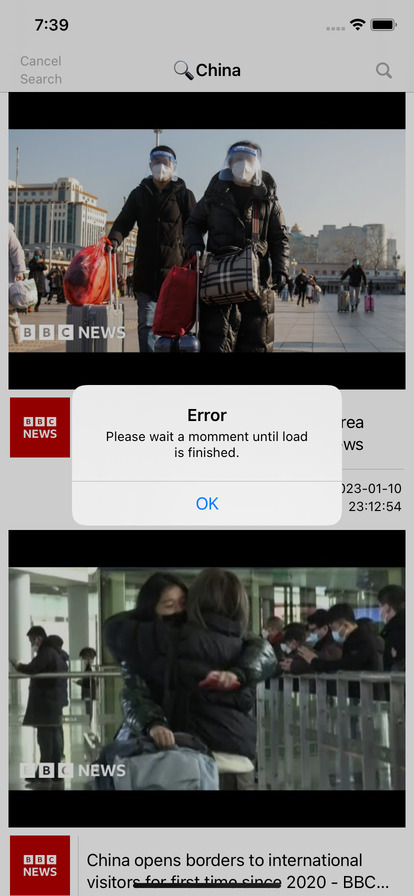 7:39
Cancel
Search
🔍China
BBC NEWS
BBC
NEWS
rea
ws
Error
Please wait a momment until load
is finished.
OK
023-01-10
23:12:54
BBC NEWS
BBC
NEWS
China opens borders to international
visitors for first time since 2020 - BBC...